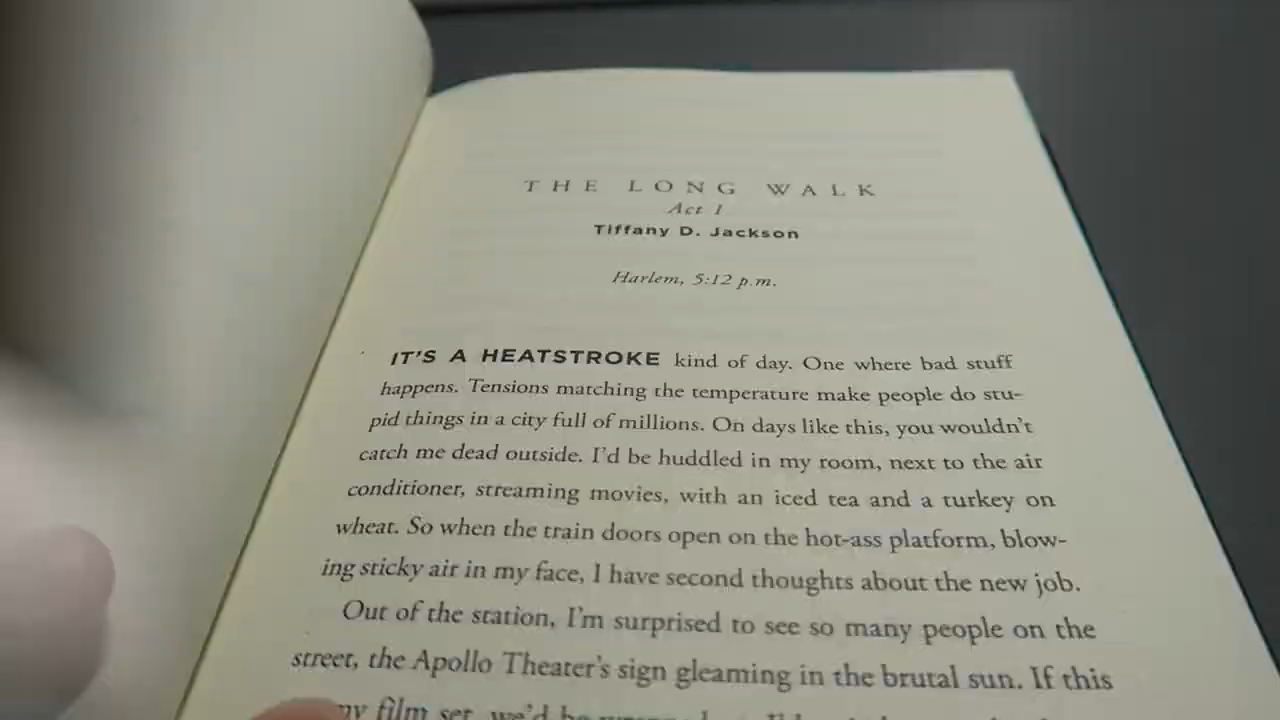 THE LONG WALK
Act 1
Tiffany D. Jackson
Harlem, 5:12 p.m.
IT'S A HEATSTROKE kind of day. One where bad stuff
happens. Tensions matching the temperature make people do stu-
pid things in a city full of millions. On days like this, you wouldn't
catch me dead outside. I'd be huddled in my room, next to the air
conditioner, streaming movies, with an iced tea and a turkey on
wheat. So when the train doors open on the hot-ass platform, blow-
ing sticky air in my face, I have second thoughts about the new job.
Out of the station, I'm surprised to see so many people on the
street, the Apollo Theater's sign gleaming in the brutal sun. If this
my film set, we'd be